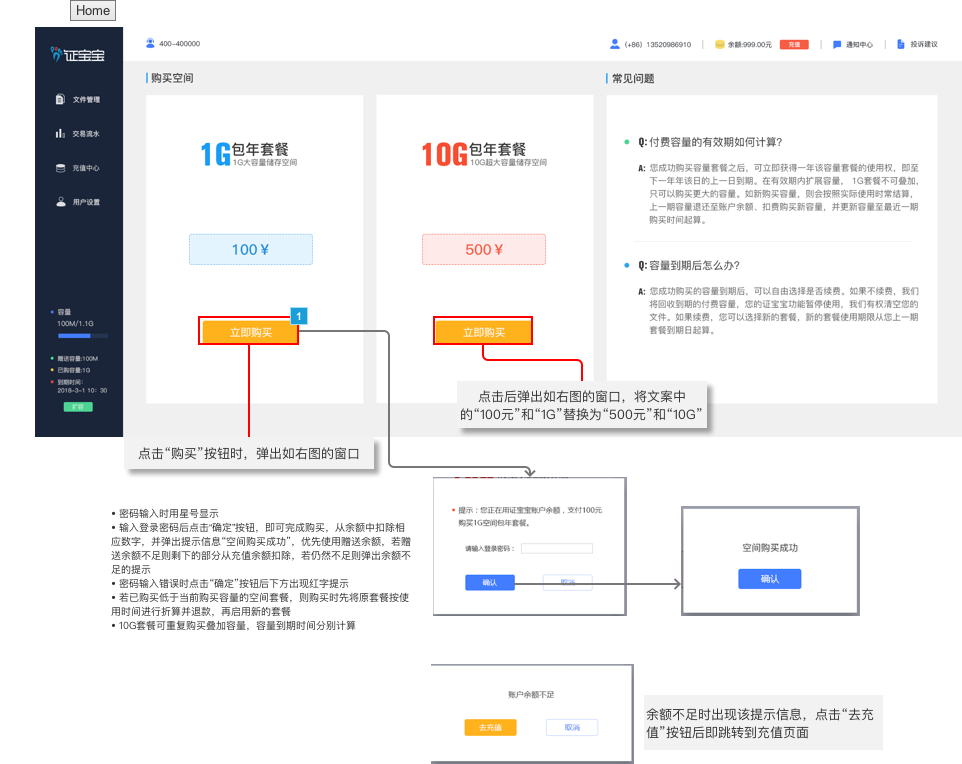 Home
证宝宝
400-400000
(+86) 13520986910
余额:999.00元
充值
通知中心
投诉建议
文件管理
交易流水
充值中心
用户设置
容量
100M/1.1G
赠送容量:100M
已购容量:1G
到期时间:
2018-3-1 10：30
扩容
购买空间
1G包年套餐
1G大容量储存空间
100￥
立即购买
1
10G包年套餐
10G超大容量储存空间
500￥
立即购买
常见问题
Q: 付费容量的有效期如何计算?
A: 您成功购买容量套餐之后，可立即获得一年该容量套餐的使用权，即至
下一年年该日的上一日到期。在有效期内扩展容量， 1G套餐不可叠加，
只可以购买更大的容量。如新购买容量，则会按照实际使用时常结算，
上一期容量退还至账户余额、扣费购买新容量，并更新容量至最近一期
购买时间起算。
Q: 容量到期后怎么办?
A: 您成功购买的容量到期后，可以自由选择是否续费。如果不续费，我们
将回收到期的付费容量，您的证宝宝功能暂停使用，我们有权清空您的
文件。如果续费，您可以选择新的套餐，新的套餐使用期限从您上一期
套餐到期日起算。
点击后弹出如右图的窗口，将文案中
的“100元”和“1G”替换为“500元”和“10G”
点击“购买”按钮时，弹出如右图的窗口
• 密码输入时用星号显示
• 输入登录密码后点击“确定”按钮，即可完成购买，从余额中扣除相
应数字，并弹出提示信息“空间购买成功”，优先使用赠送余额，若赠
送余额不足则剩下的部分从充值余额扣除，若仍然不足则弹出余额不
足的提示
• 密码输入错误时点击“确定”按钮后下方出现红字提示
• 若已购买低于当前购买容量的空间套餐，则购买时先将原套餐按使
用时间进行折算并退款，再启用新的套餐
• 10G套餐可重复购买叠加容量，容量到期时间分别计算
提示：您正在用证宝宝账户余额，支付100元
购买1G空间包年套餐。
请输入登录密码：
确认
取消
空间购买成功
确认
账户余额不足
去充值
取消
余额不足时出现该提示信息，点击“去充
值”按钮后即跳转到充值页面